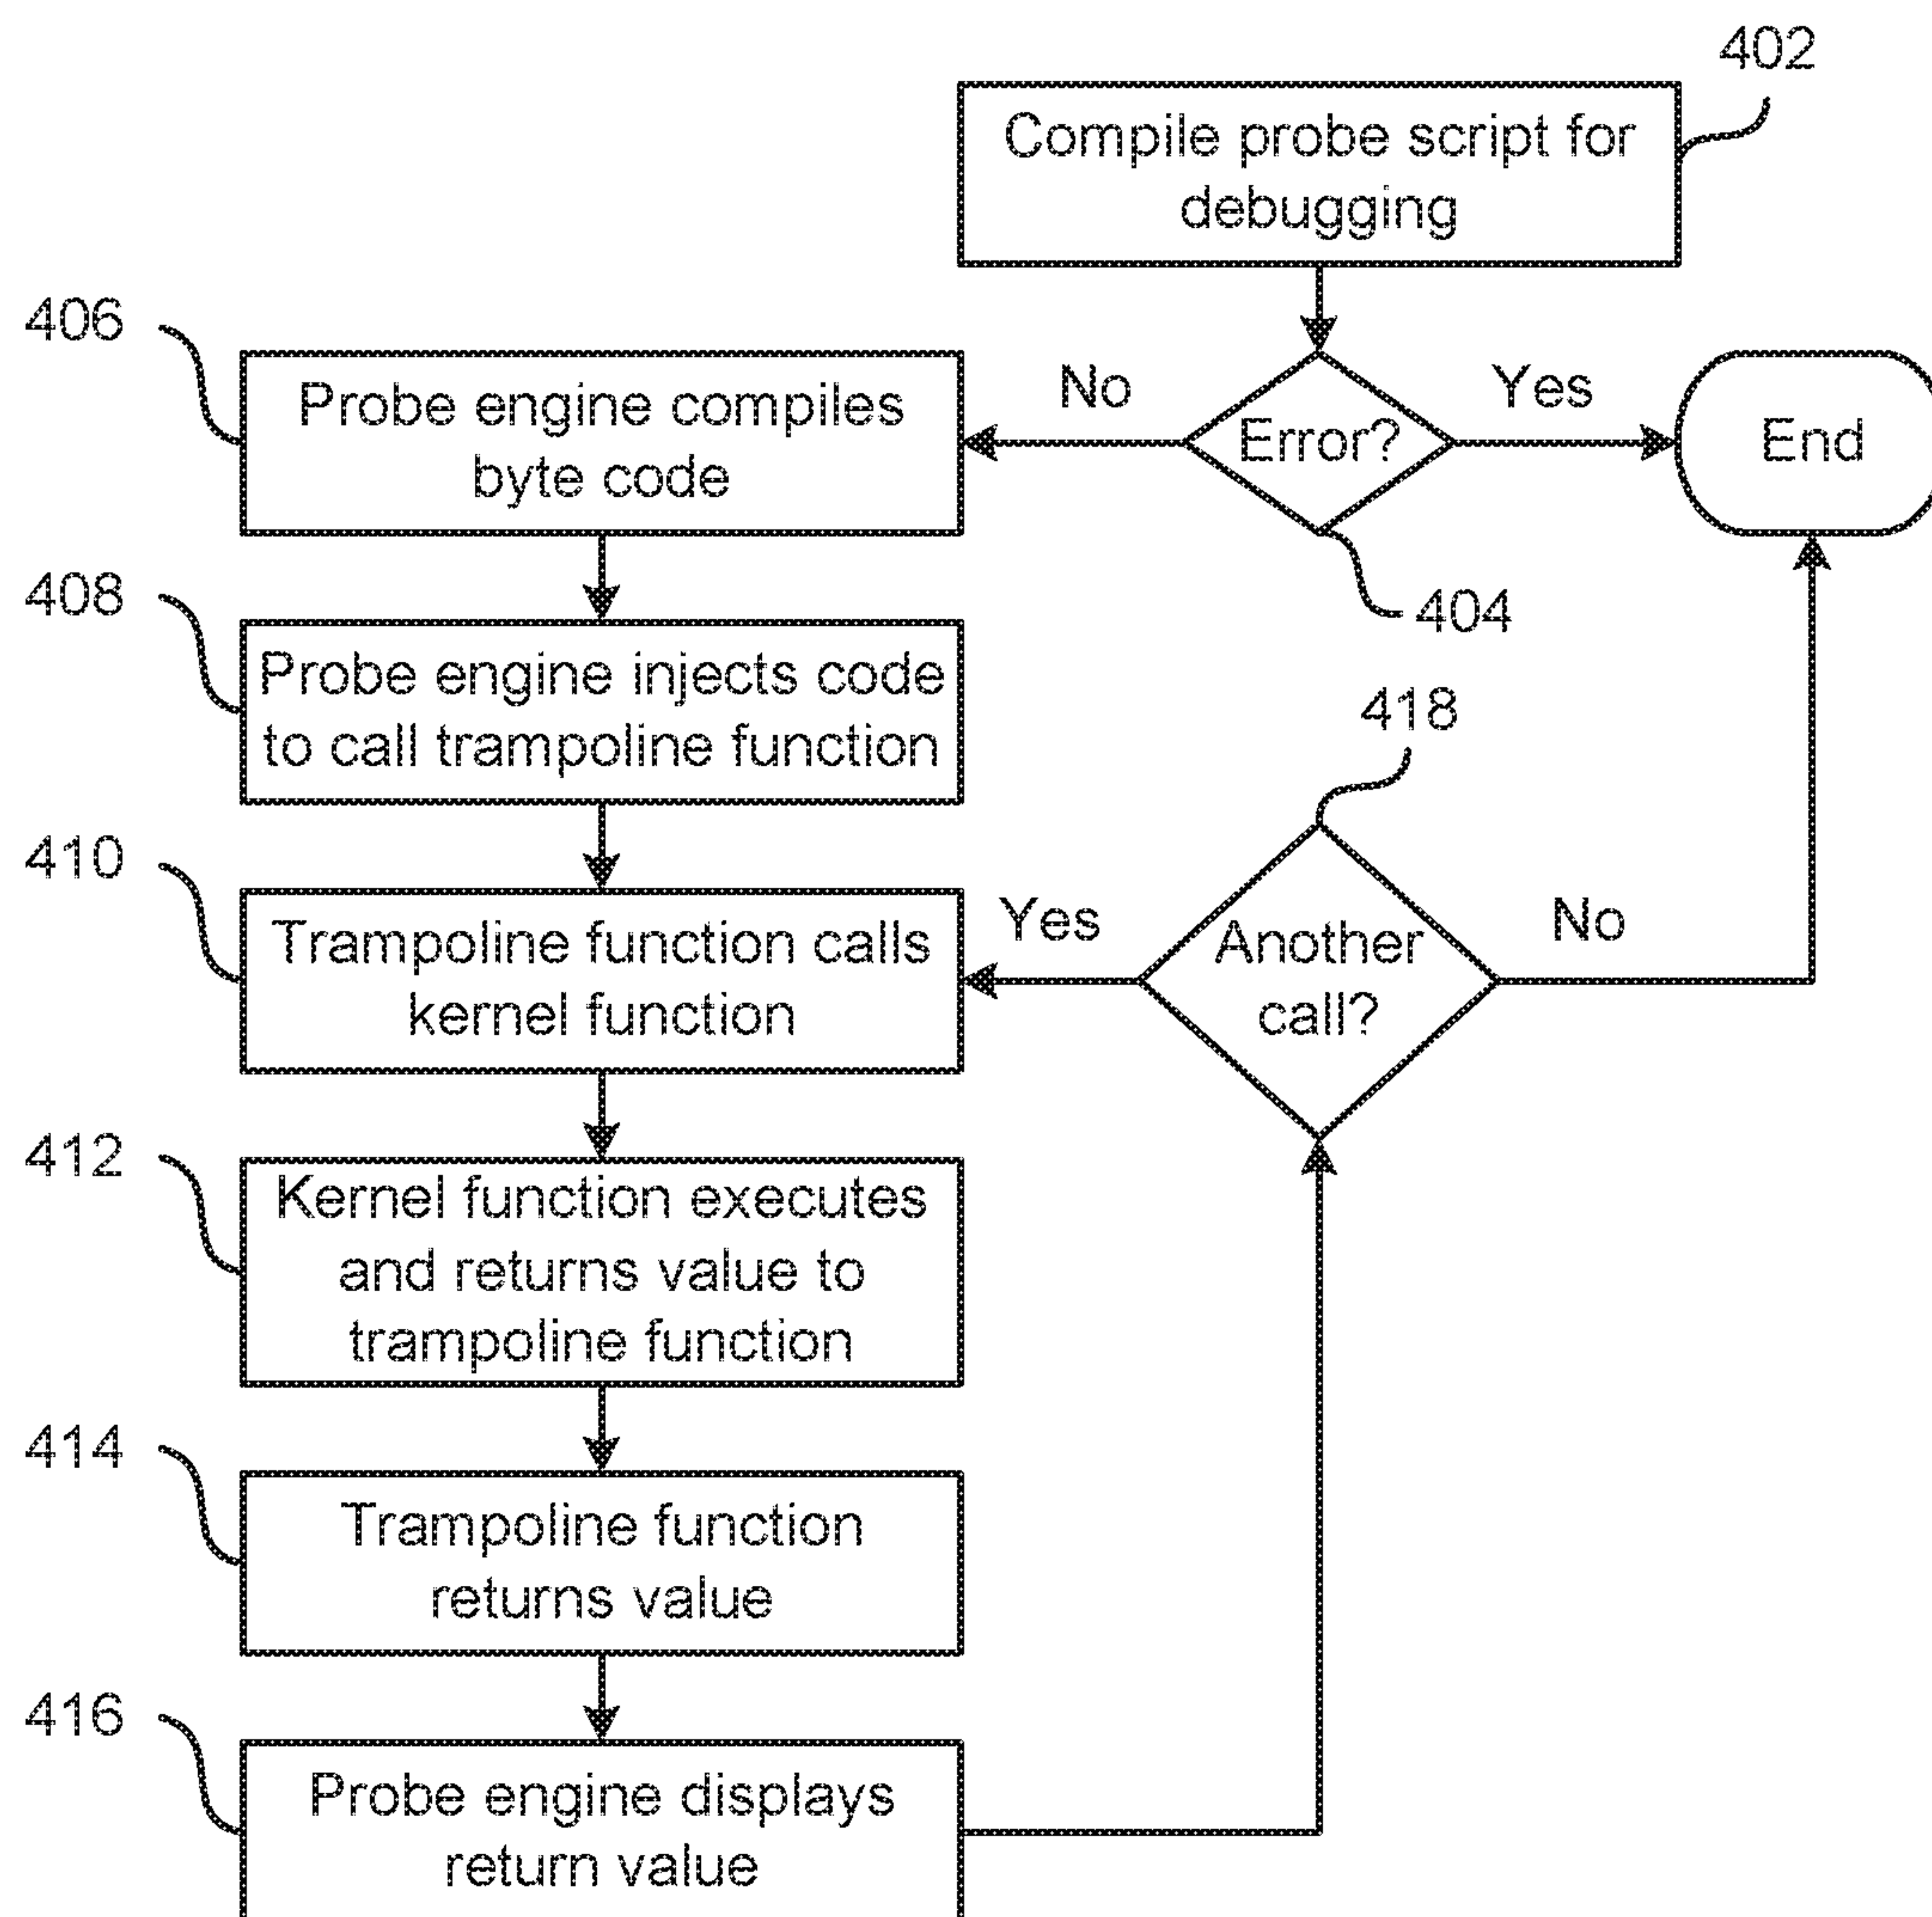 402
Compile probe script for
debugging
406
Probe engine compiles
byte code
No
Error?
Yes
End
404
408
Probe engine injects code
to call trampoline function
418
410
Trampoline function calls
kernel function
Yes
Another
call?
No
412
Kernel function executes
and returns value to
trampoline function
414
Trampoline function
returns value
416
Probe engine displays
return value